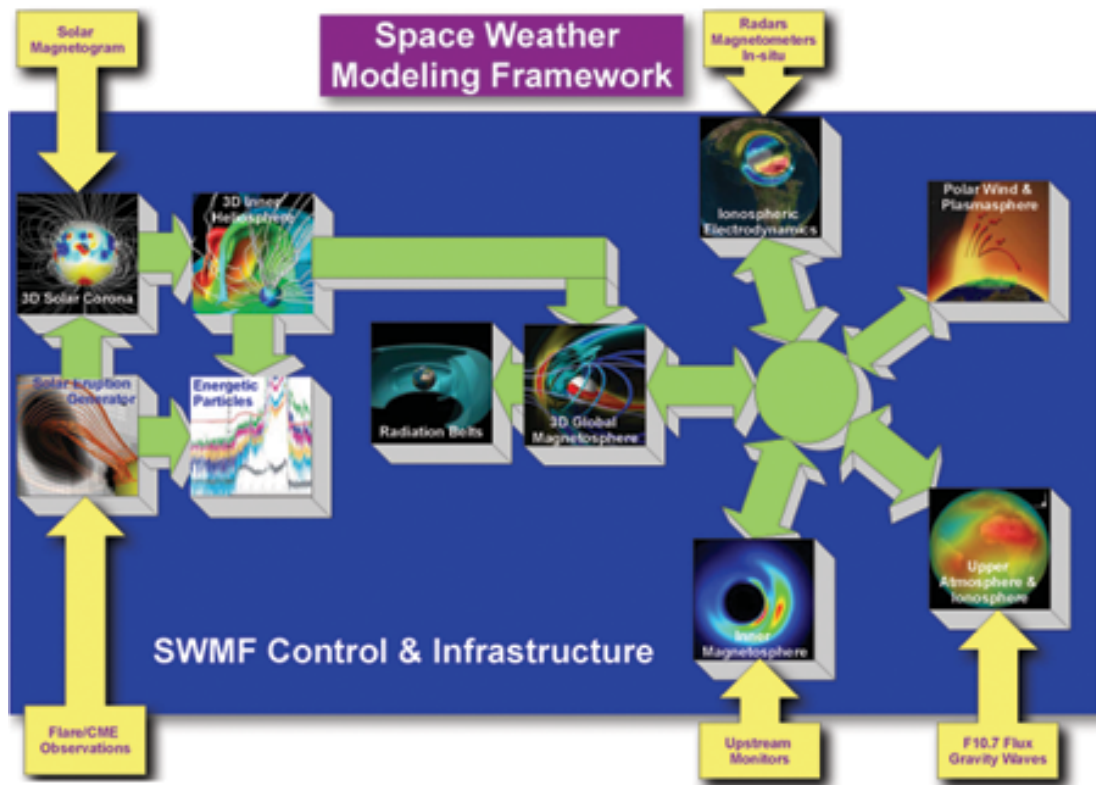 Solar
Magnetogram
Space Weather
Modeling Framework
Radars
Magnetometers
In-situ
3D Solar Corona
3D Inner
Heliosphere
Ionospheric
Electrodynamics
Polar Wind &
Plasmasphere
Solar Eruption
Generator
Energetic
Particles
Radiation Belts
3D Global
Magnetosphere
Inner
Magnetosphere
Upper
Atmosphere &
Ionosphere
SWMF Control & Infrastructure
Flare/CME
Observations
Upstream
Monitors
F10.7 Flux
Gravity Waves